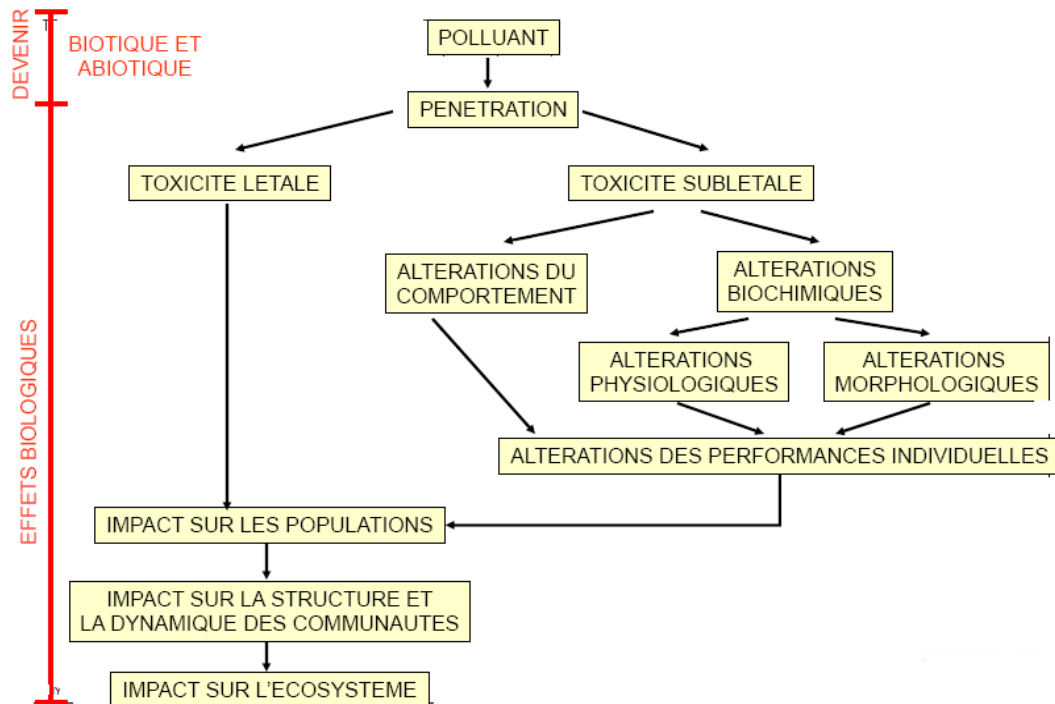 DEVENIR
BIOTIQUE ET
ABIOTIQUE
POLLUANT
PENETRATION
TOXICITE LETALE
TOXICITE SUBLETALE
ALTERATIONS DU
COMPORTEMENT
ALTERATIONS
BIOCHIMIQUES
ALTERATIONS
PHYSIOLOGIQUES
ALTERATIONS
MORPHOLOGIQUES
ALTERATIONS DES PERFORMANCES INDIVIDUELLES
EFFETS BIOLOGIQUES
IMPACT SUR LES POPULATIONS
IMPACT SUR LA STRUCTURE ET
LA DYNAMIQUE DES COMMUNAUTES
IMPACT SUR L'ECOSYSTEME